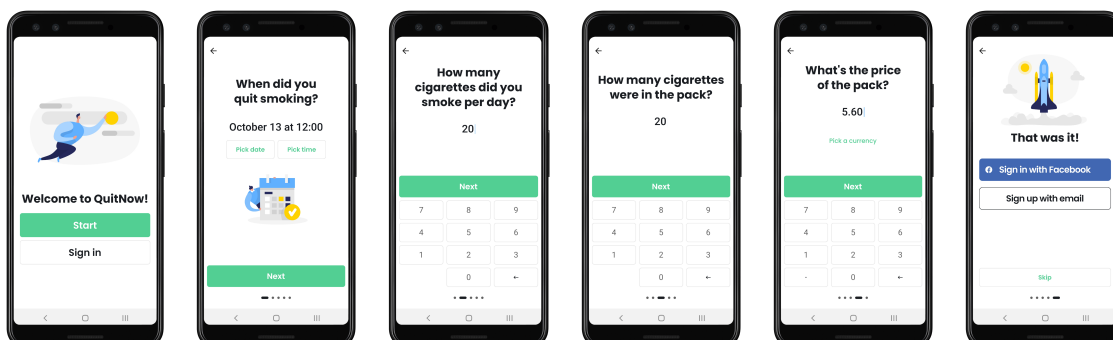 Welcome to QuitNow!
Start
Sign in
←
When did you
quit smoking?
October 13 at 12:00
Pick date Pick time
Next
←
How many
cigarettes did you
smoke per day?
20
Next
7 8 9
4 5 6
1 2 3
0 ←
←
How many cigarettes
were in the pack?
20
Next
7 8 9
4 5 6
1 2 3
0 ←
←
What's the price
of the pack?
5.60
Pick a currency
Next
7 8 9
4 5 6
1 2 3
. 0 ←
←
That was it!
Sign in with Facebook
Sign up with email
Skip